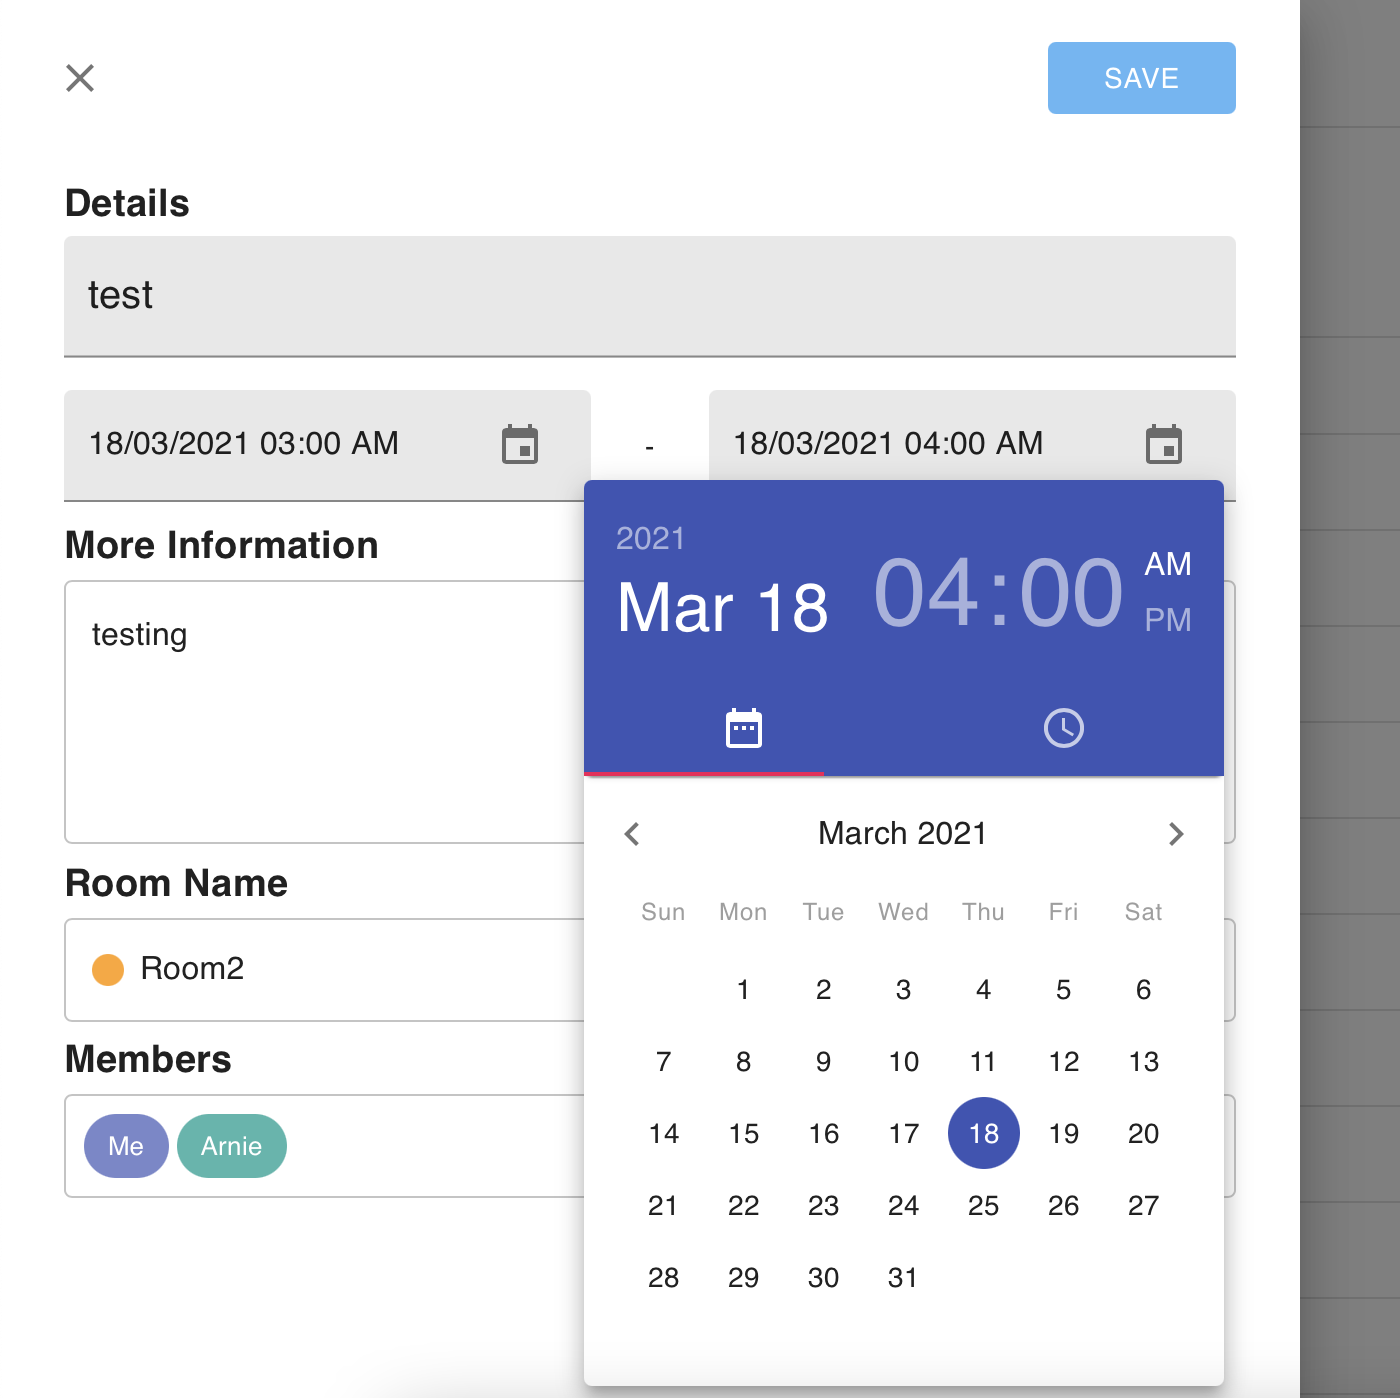 SAVE
Details
test
18/03/2021 03:00 AM - 18/03/2021 04:00 AM
More Information
testing
Room Name
Room2
Members
Me Arnie
2021
Mar 18 04:00 AM
PM
March 2021
Sun Mon Tue Wed Thu Fri Sat
1 2 3 4 5 6
7 8 9 10 11 12 13
14 15 16 17 18 19 20
21 22 23 24 25 26 27
28 29 30 31